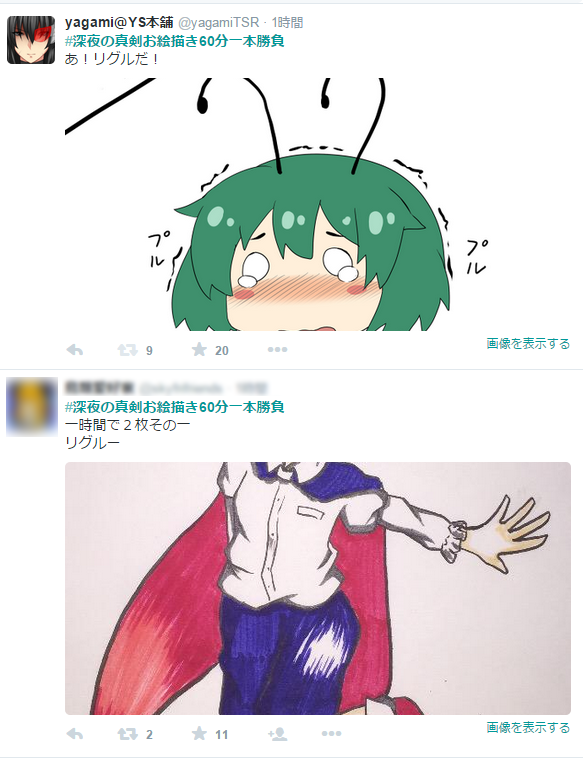 yagami@YS本舗 @yagamiTSR · 1時間
#深夜の真剣お絵描き60分一本勝負
あ！リグルだ！
プル
プル
9 20 画像を表示する
#深夜の真剣お絵描き60分一本勝負
一時間で２枚その一
リグルー
2 11 画像を表示する